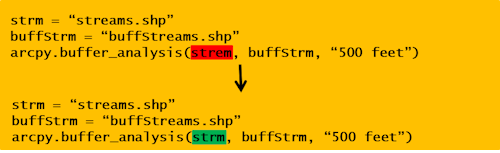 strm = “streams.shp”
buffStrm = “buffStreams.shp”
arcpy.buffer_analysis(strem, buffStrm, “500 feet”)
strm = “streams.shp”
buffStrm = “buffStreams.shp”
arcpy.buffer_analysis(strm, buffStrm, “500 feet”)